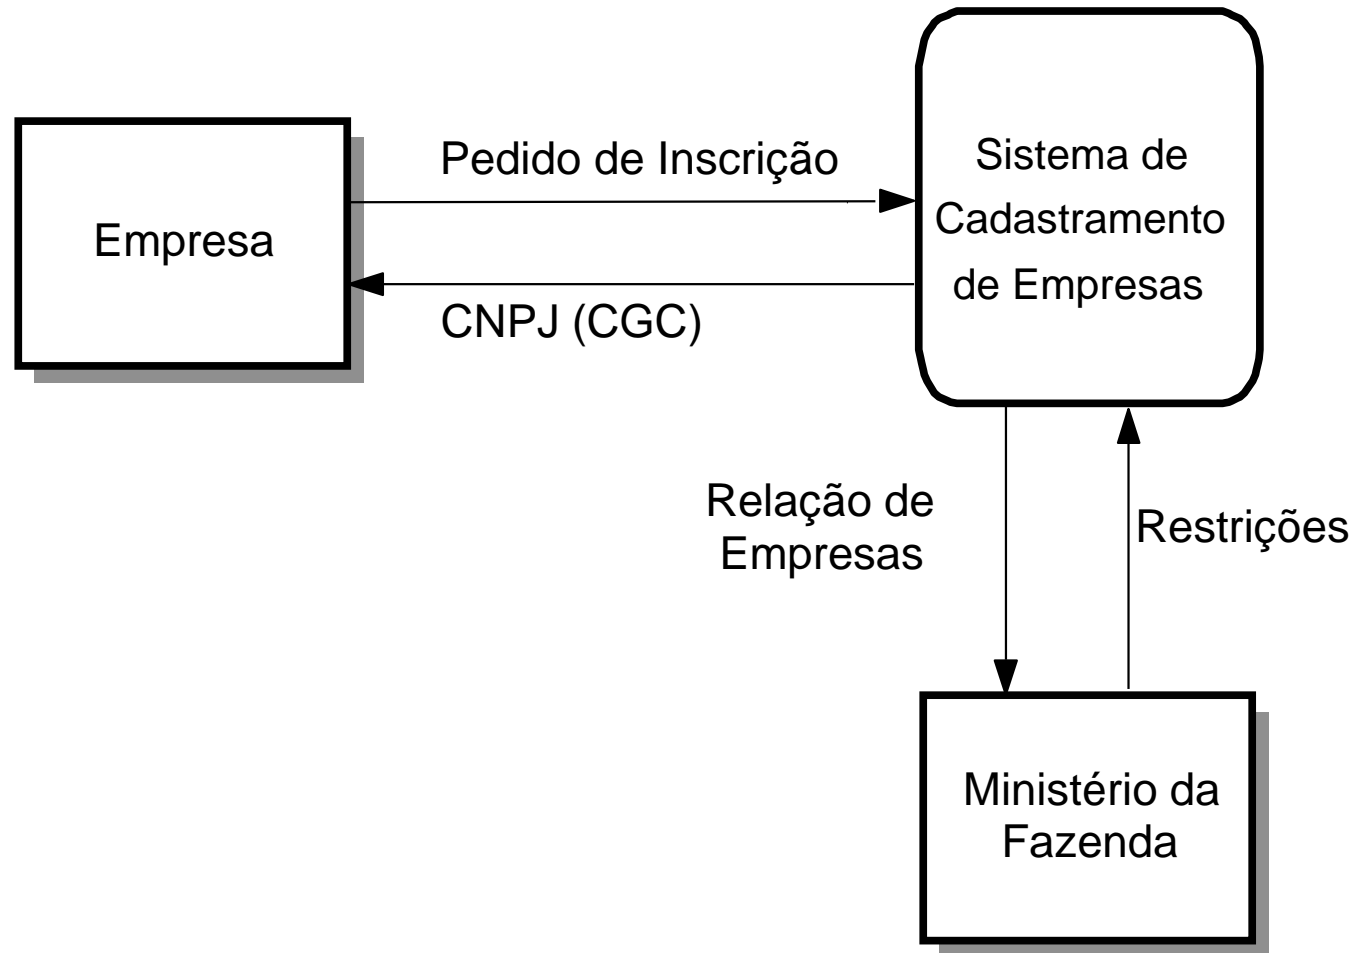 Sistema de
Cadastramento
de Empresas
Pedido de Inscrição
Empresa
CNPJ (CGC)
Relação de
Empresas
Restrições
Ministério da
Fazenda